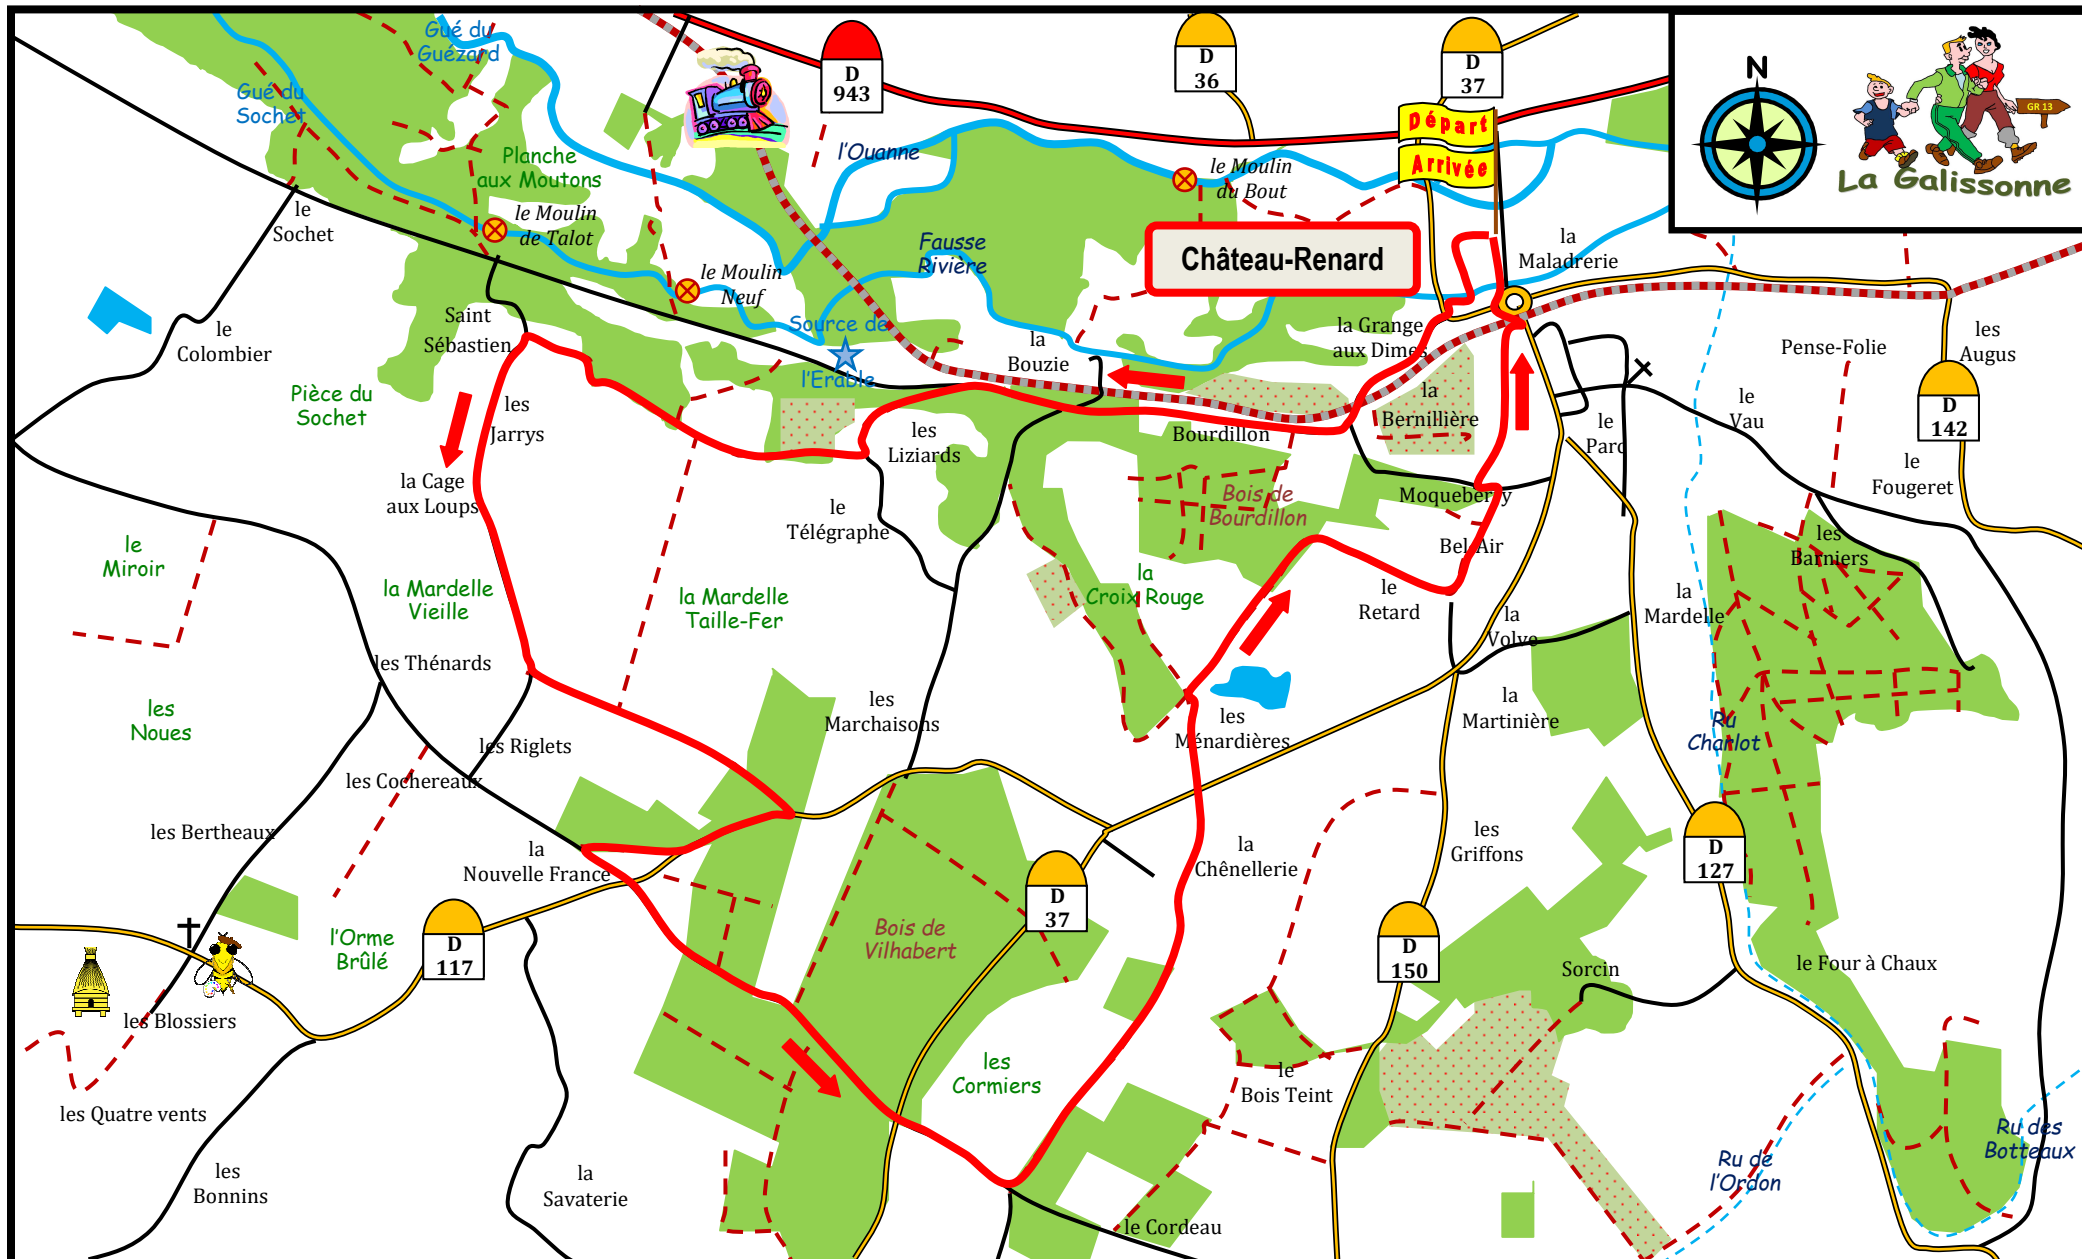 Gué du
Guézard
Gué du
Sochet
D
943
D
36
D
37
N
GR 13
La Galissonne
Départ
Arrivée
Planche
aux Moutons
l'Ouanne
le Moulin
du Bout
le Moulin
de Talot
le
Sochet
Fausse
Rivière
Château-Renard
la
Maladrerie
le Moulin
Neuf
Saint
Sébastien
Source de
l'Erable
le
Colombier
la
Bouzie
la Grange
aux Dimes
Pense-Folie
les
Augus
Pièce du
Sochet
les
Jarrys
les
Liziards
Bourdillon
la
Bernillière
le
Parc
le
Vau
D
142
la Cage
aux Loups
le
Télégraphe
Bois de
Bourdillon
Moqueberry
le
Fougeret
le
Miroir
Bel Air
les
Barniers
la Mardelle
Vieille
la Mardelle
Taille-Fer
la
Croix Rouge
le
Retard
la
Volve
la
Mardelle
les Thénards
les
Noues
les Riglets
les
Marchaisons
les
Ménardières
la
Martinière
Ru
Charlot
les Cochereaux
les Bertheaux
la
Nouvelle France
la
Chênellerie
les
Griffons
D
127
D
37
D
117
l'Orme
Brûlé
Bois de
Vilhabert
D
150
Sorcin
le Four à Chaux
les Blossiers
les
Cormiers
le
Bois Teint
les Quatre vents
les
Bonnins
la
Savaterie
le Cordeau
Ru de
l'Ordon
Ru des
Botteaux